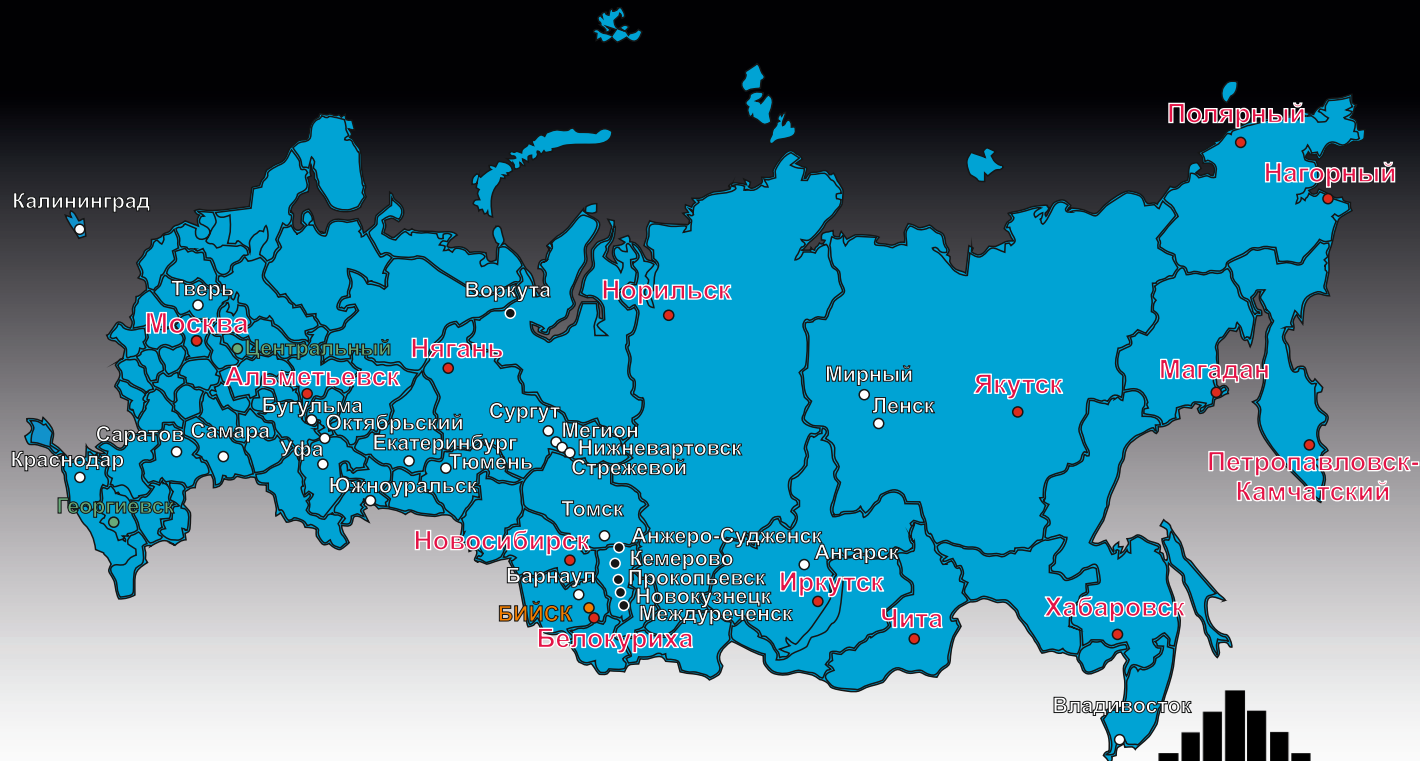 Полярный
Нагорный
Калининград
Тверь
Воркута
Норильск
Москва
Центральный
Нягань
Альметьевск
Магадан
Мирный
Якутск
Ленск
Бугульма
Октябрьский
Сургут
Мегион
Саратов
Самара
Екатеринбург
Уфа
Нижневартовск
Тюмень
Стрежевой
Краснодар
Петропавловск-
Камчатский
Южноуральск
Георгиевск
Томск
Новосибирск
Анжеро-Судженск
Ангарск
Кемерово
Барнаул
Прокопьевск
Иркутск
Новокузнецк
БИЙСК
Междуреченск
Хабаровск
Чита
Белокуриха
Владивосток